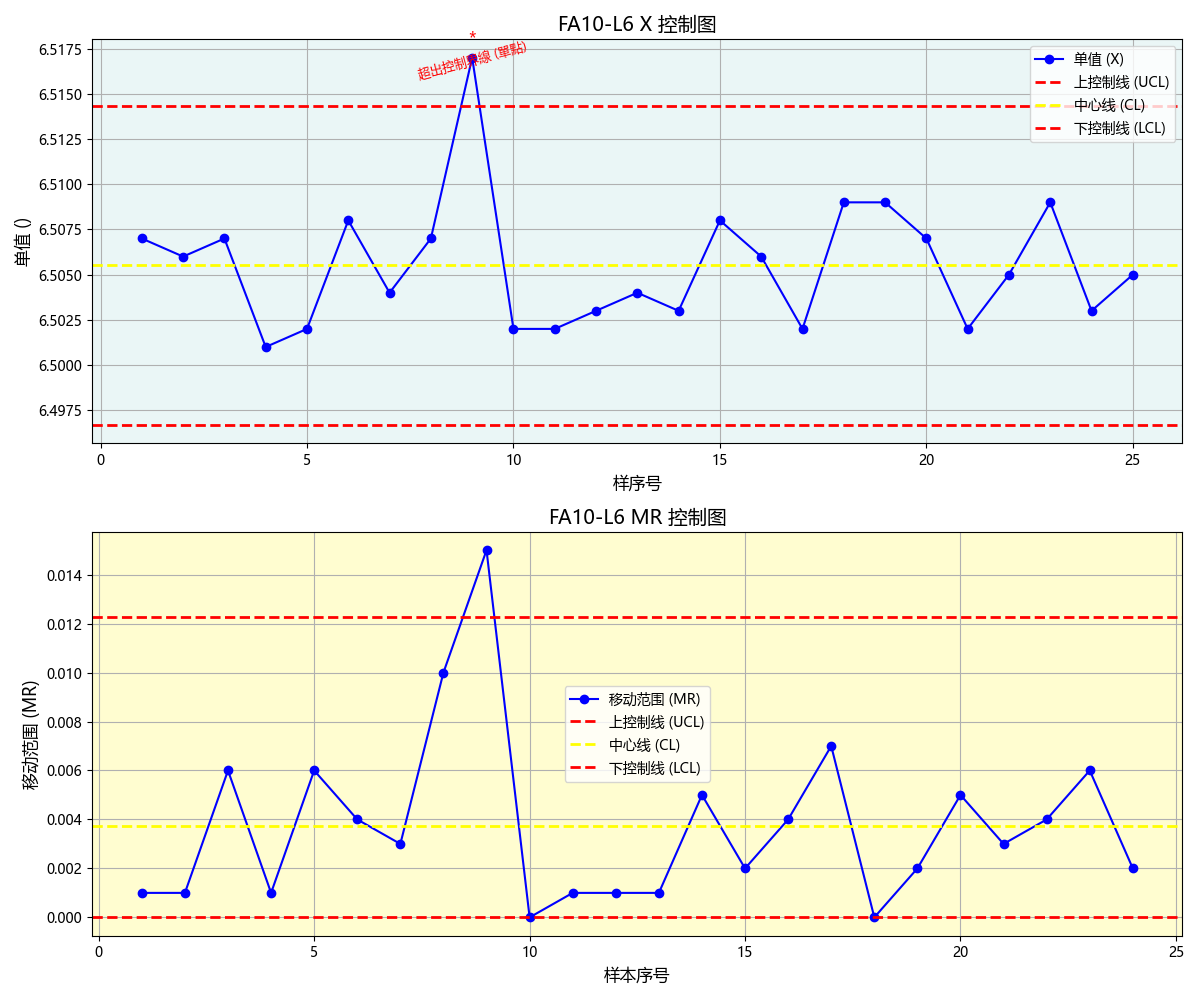 FA10-L6 X 控制图
*
超出控制界線 (單點)
单值 (X)
上控制线 (UCL)
中心线 (CL)
下控制线 (LCL)
单值 ()
6.5175
6.5150
6.5125
6.5100
6.5075
6.5050
6.5025
6.5000
6.4975
0 5 10 15 20 25
样序号
FA10-L6 MR 控制图
移动范围 (MR)
0.014
0.012
0.010
0.008
0.006
0.004
0.002
0.000
移动范围 (MR)
上控制线 (UCL)
中心线 (CL)
下控制线 (LCL)
0 5 10 15 20 25
样本序号